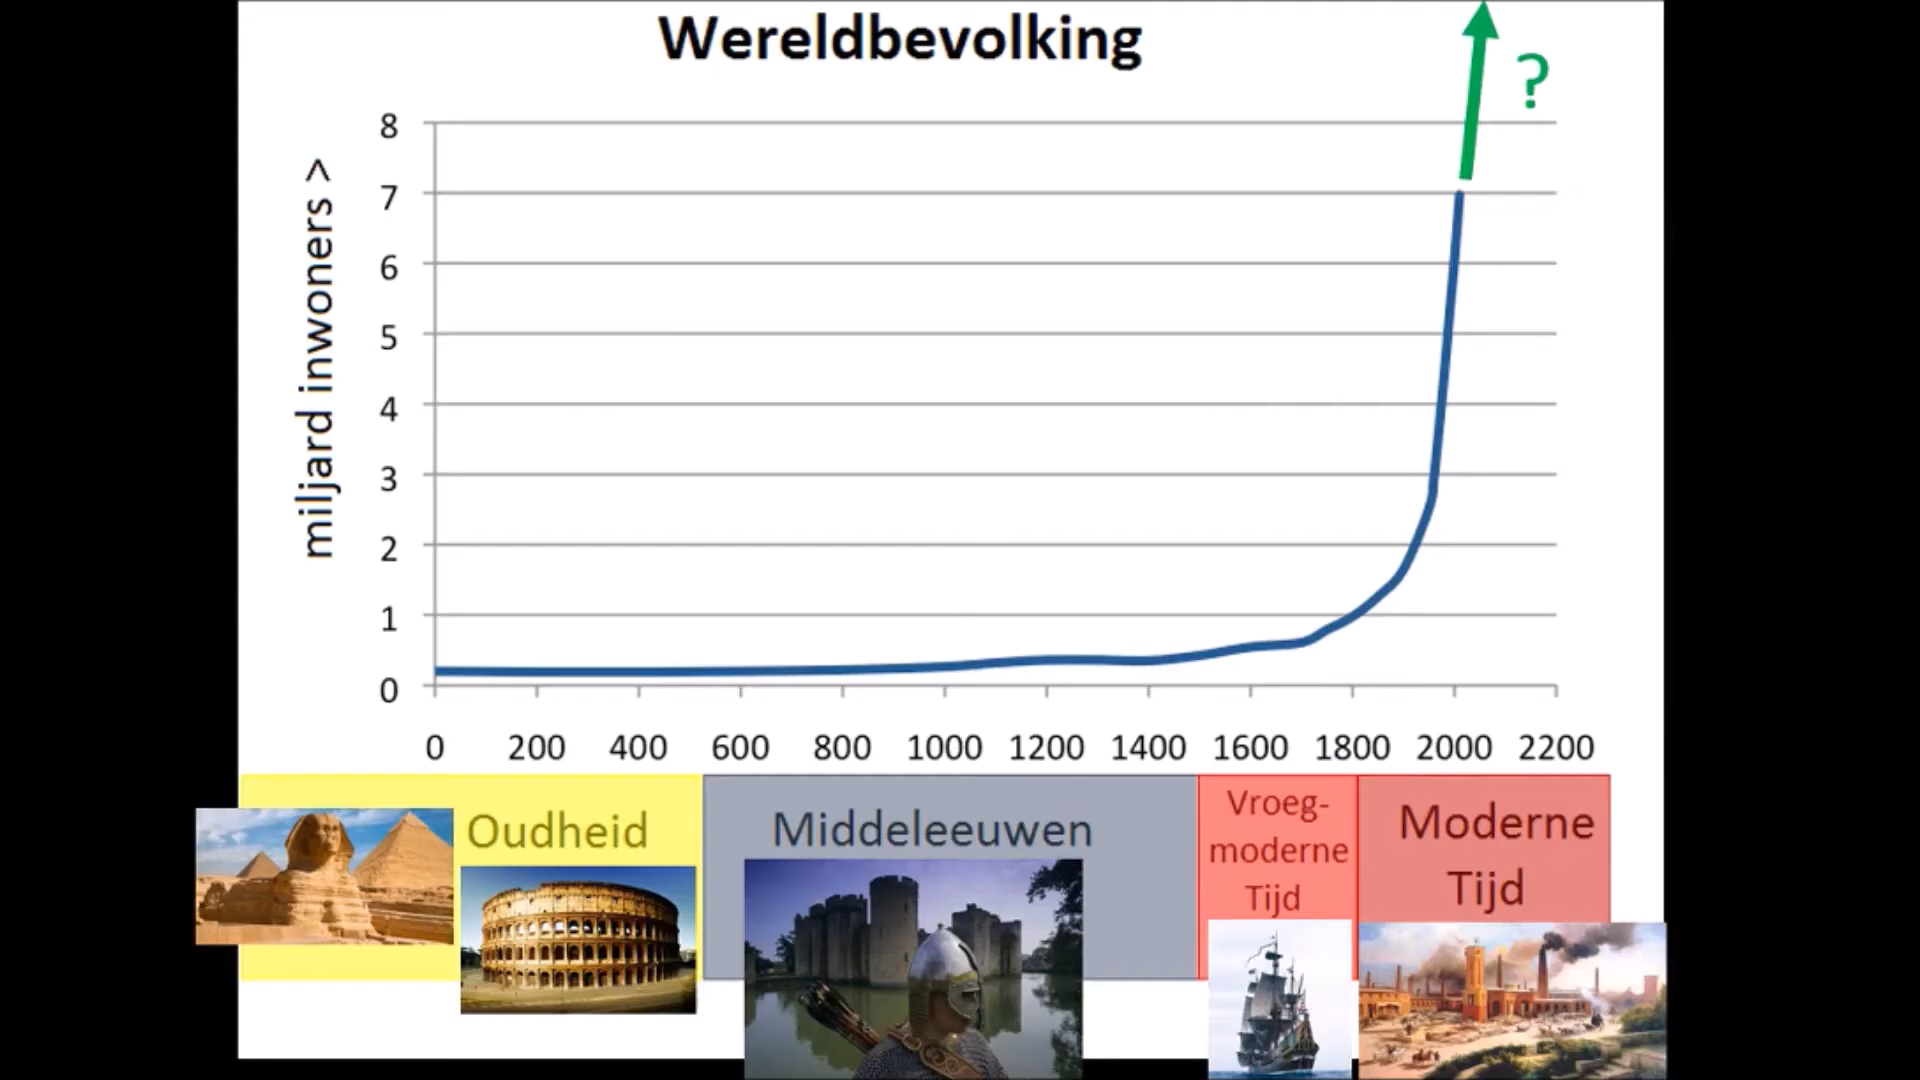 Wereldbevolking
?
miljard inwoners >
8
7
6
5
4
3
2
1
0
0 200 400 600 800 1000 1200 1400 1600 1800 2000 2200
Oudheid
Middeleeuwen
Vroeg-
moderne
Tijd
Moderne
Tijd